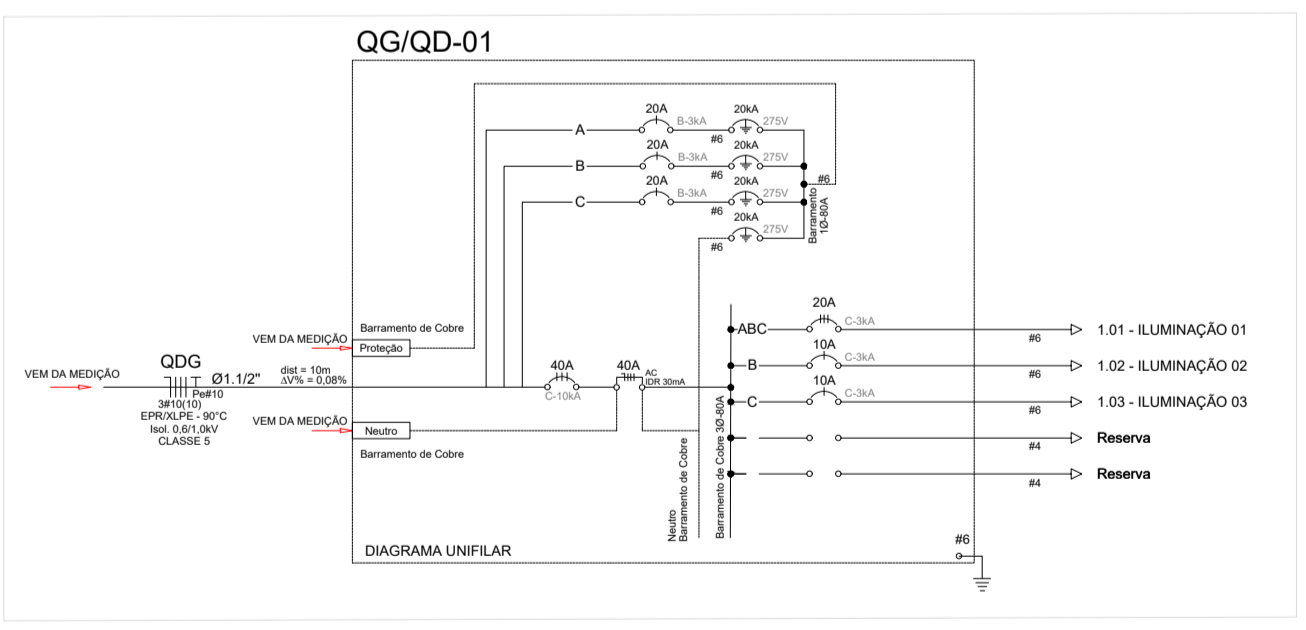 QG/QD-01
20A
B-3kA
20kA
275V
A
#6
20A
B-3kA
20kA
275V
B
#6
20A
B-3kA
20kA
275V
#6
C
#6
20kA
275V
#6
Barramento
1Ø-80A
VEM DA MEDIÇÃO
Barramento de Cobre
Proteção
VEM DA MEDIÇÃO
QDG
Ø1.1/2"
Pe#10
3#10(10)
EPR/XLPE - 90°C
Isol. 0,6/1,0kV
CLASSE 5
dist = 10m
ΔV% = 0,08%
VEM DA MEDIÇÃO
Neutro
Barramento de Cobre
40A
C-10kA
40A
AC
IDR 30mA
Neutro
Barramento de Cobre
Barramento de Cobre 3Ø-80A
ABC
20A
C-3kA
#6
1.01 - ILUMINAÇÃO 01
B
10A
C-3kA
#6
1.02 - ILUMINAÇÃO 02
C
10A
C-3kA
#6
1.03 - ILUMINAÇÃO 03
#4
Reserva
#4
Reserva
DIAGRAMA UNIFILAR
#6